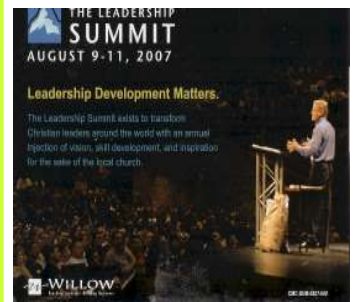 THE LEADERSHIP
SUMMIT
AUGUST 9-11, 2007
Leadership Development Matters.
The Leadership Summit exists to transform
Christian leaders around the world with an annual
injection of vision, skill development, and inspiration
for the sake of the local church.
WILLOW